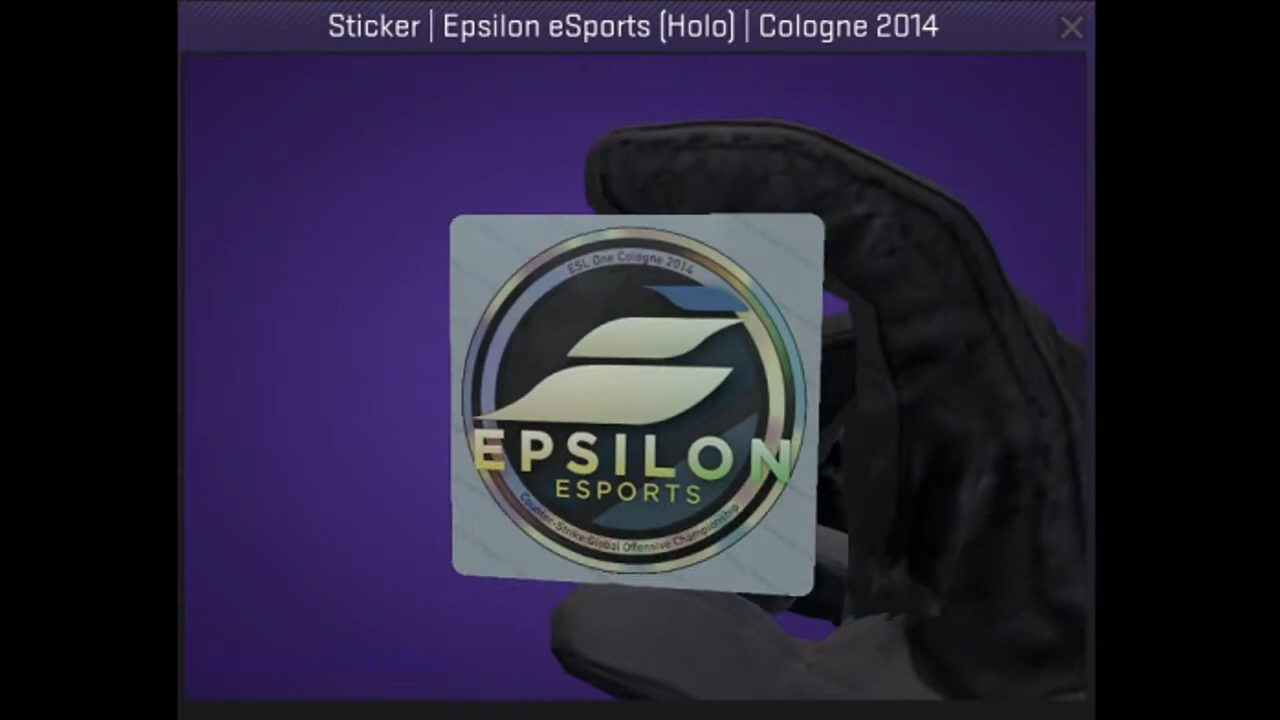 Sticker | Epsilon eSports (Holo) | Cologne 2014
ESL One Cologne 2014
EPSILON
ESPORTS
Counter-Strike:Global Offensive Championship